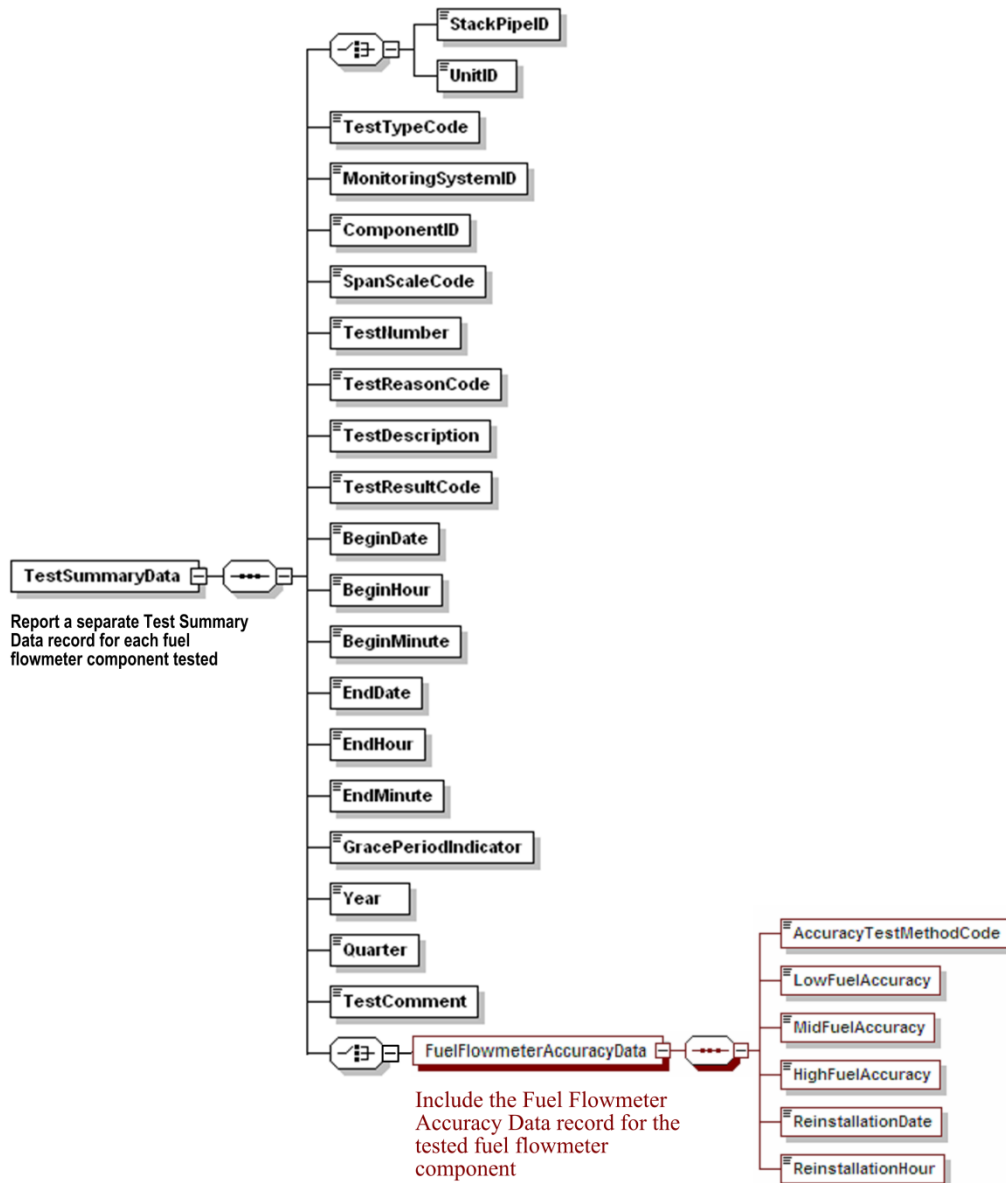 StackPipeID
UnitID
TestTypeCode
MonitoringSystemID
ComponentID
SpanScaleCode
TestNumber
TestReasonCode
TestDescription
TestResultCode
BeginDate
TestSummaryData
BeginHour
Report a separate Test Summary
Data record for each fuel
flowmeter component tested
BeginMinute
EndDate
EndHour
EndMinute
GracePeriodIndicator
Year
Quarter
TestComment
FuelFlowmeterAccuracyData
Include the Fuel Flowmeter
Accuracy Data record for the
tested fuel flowmeter
component
AccuracyTestMethodCode
LowFuelAccuracy
MidFuelAccuracy
HighFuelAccuracy
ReinstallationDate
ReinstallationHour